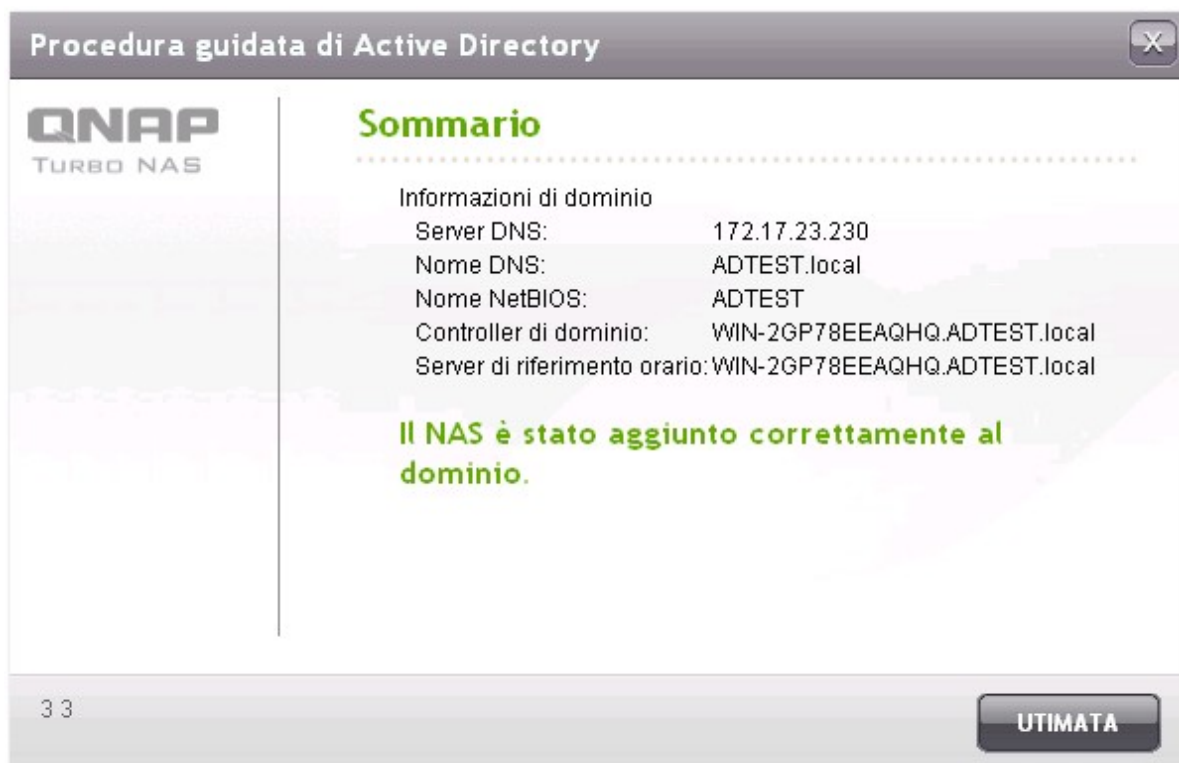 Procedura guidata di Active Directory
X
QNAP
TURBO NAS
Sommario
Informazioni di dominio
Server DNS: 172.17.23.230
Nome DNS: ADTEST.local
Nome NetBIOS: ADTEST
Controller di dominio: WIN-2GP78EEAQHQ.ADTEST.local
Server di riferimento orario: WIN-2GP78EEAQHQ.ADTEST.local
Il NAS è stato aggiunto correttamente al
dominio.
3 3
UTIMATA